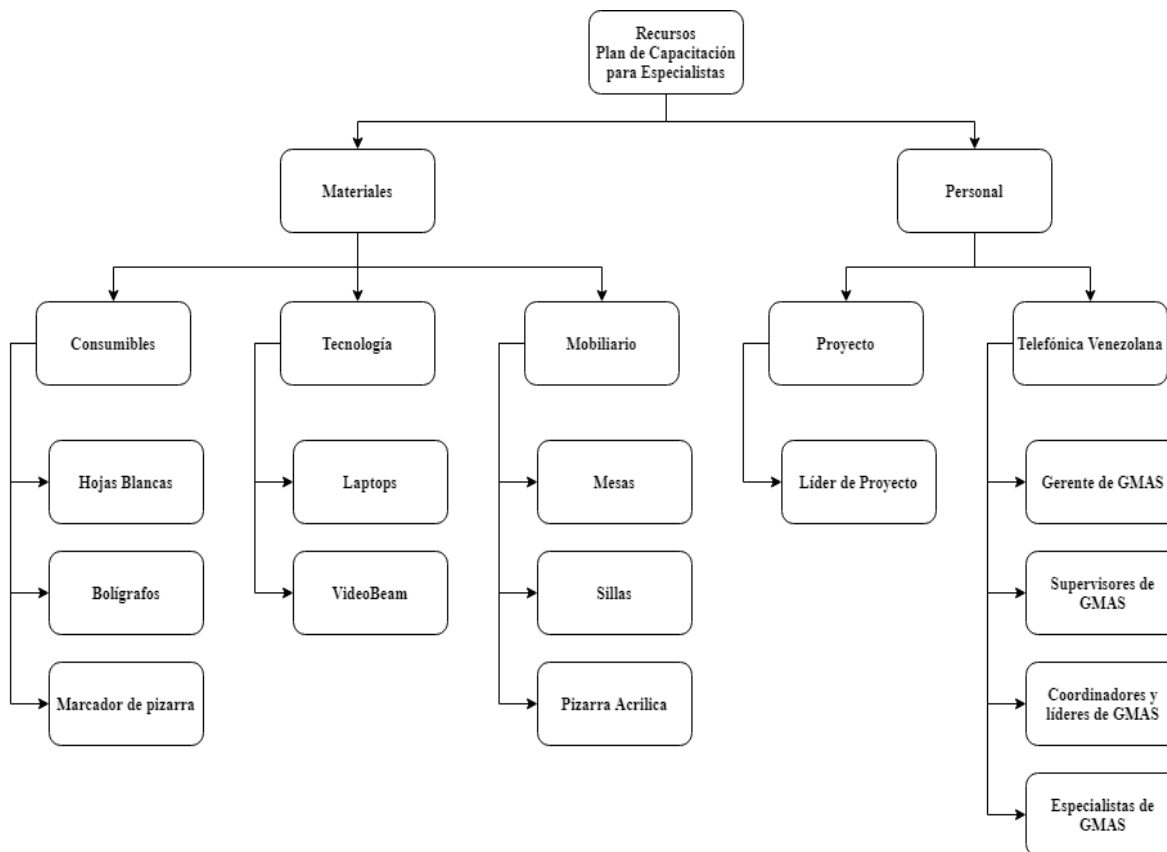 Recursos
Plan de Capacitación
para Especialistas
Materiales
Personal
Consumibles
Tecnología
Mobiliario
Proyecto
Telefónica Venezolana
Hojas Blancas
Laptops
Mesas
Líder de Proyecto
Gerente de GMAS
Bolígrafos
VideoBeam
Sillas
Supervisores de
GMAS
Marcador de pizarra
Pizarra Acrilica
Coordinadores y
líderes de GMAS
Especialistas de
GMAS